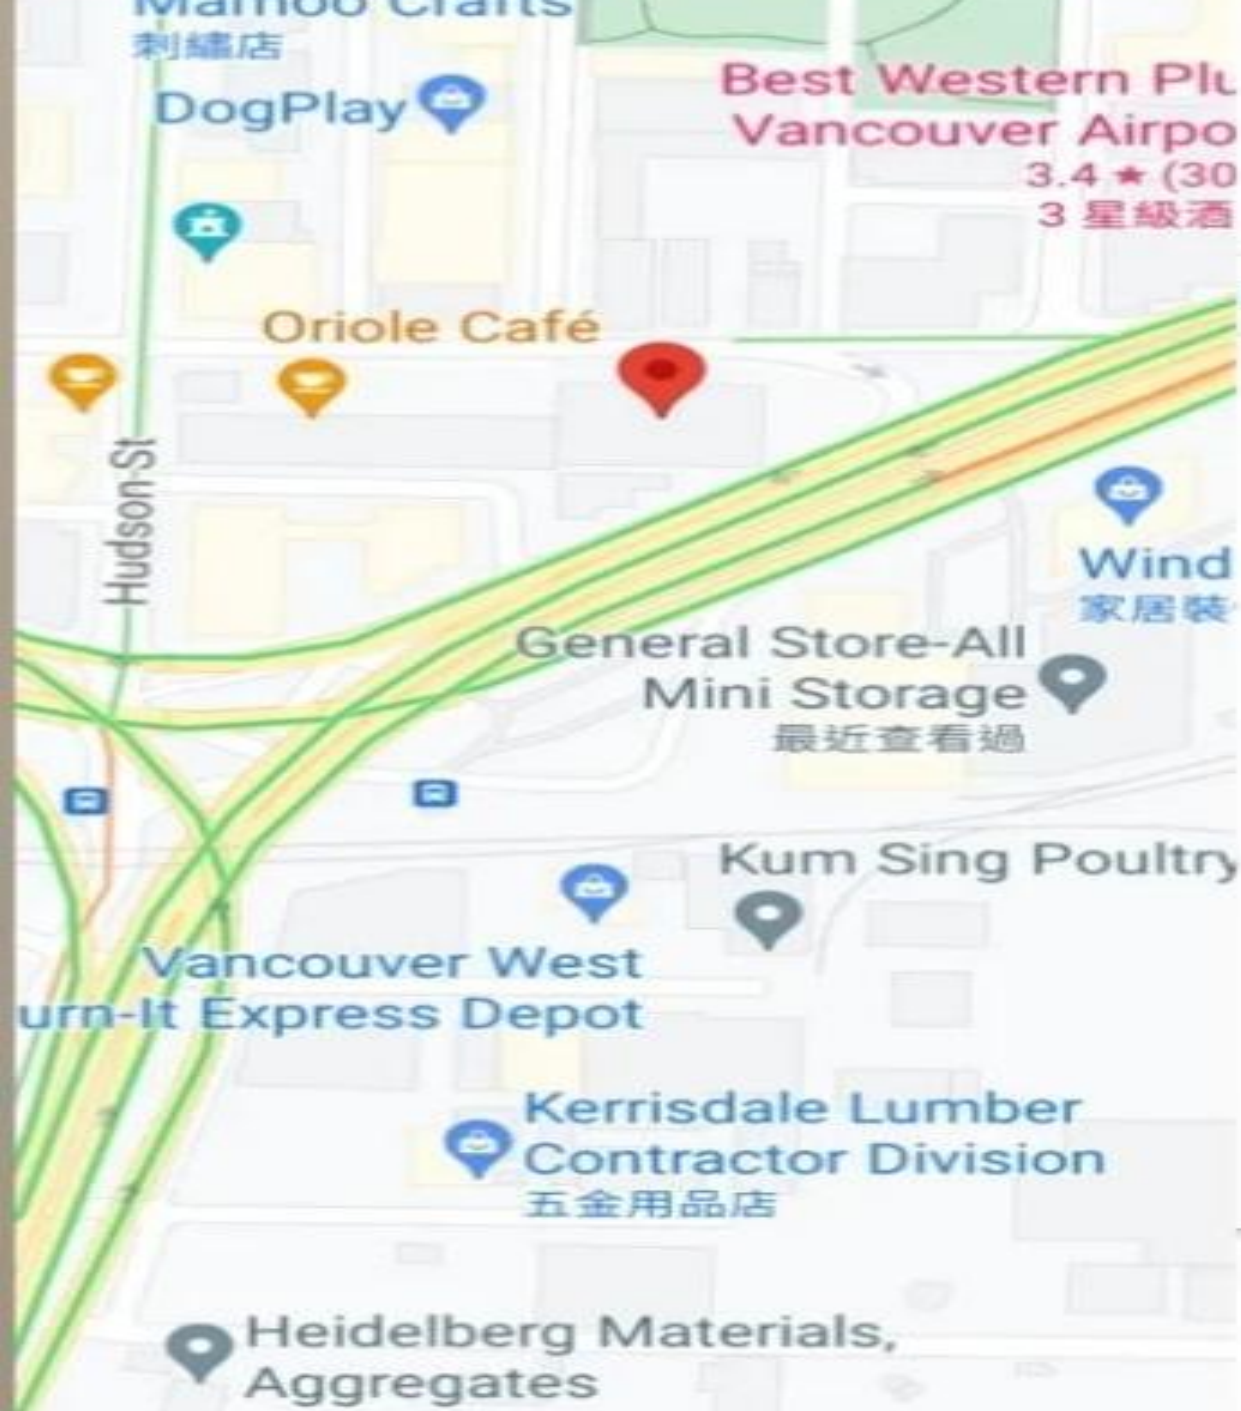 Mamoo Crafts
刺繡店
DogPlay
Best Western Plu
Vancouver Airpo
3.4 ★ (30
3 星級酒
Oriole Café
Hudson St
Wind
家居裝
General Store-All
Mini Storage
最近查看過
Kum Sing Poultry
Vancouver West
urn-It Express Depot
Kerrisdale Lumber
Contractor Division
五金用品店
Heidelberg Materials,
Aggregates